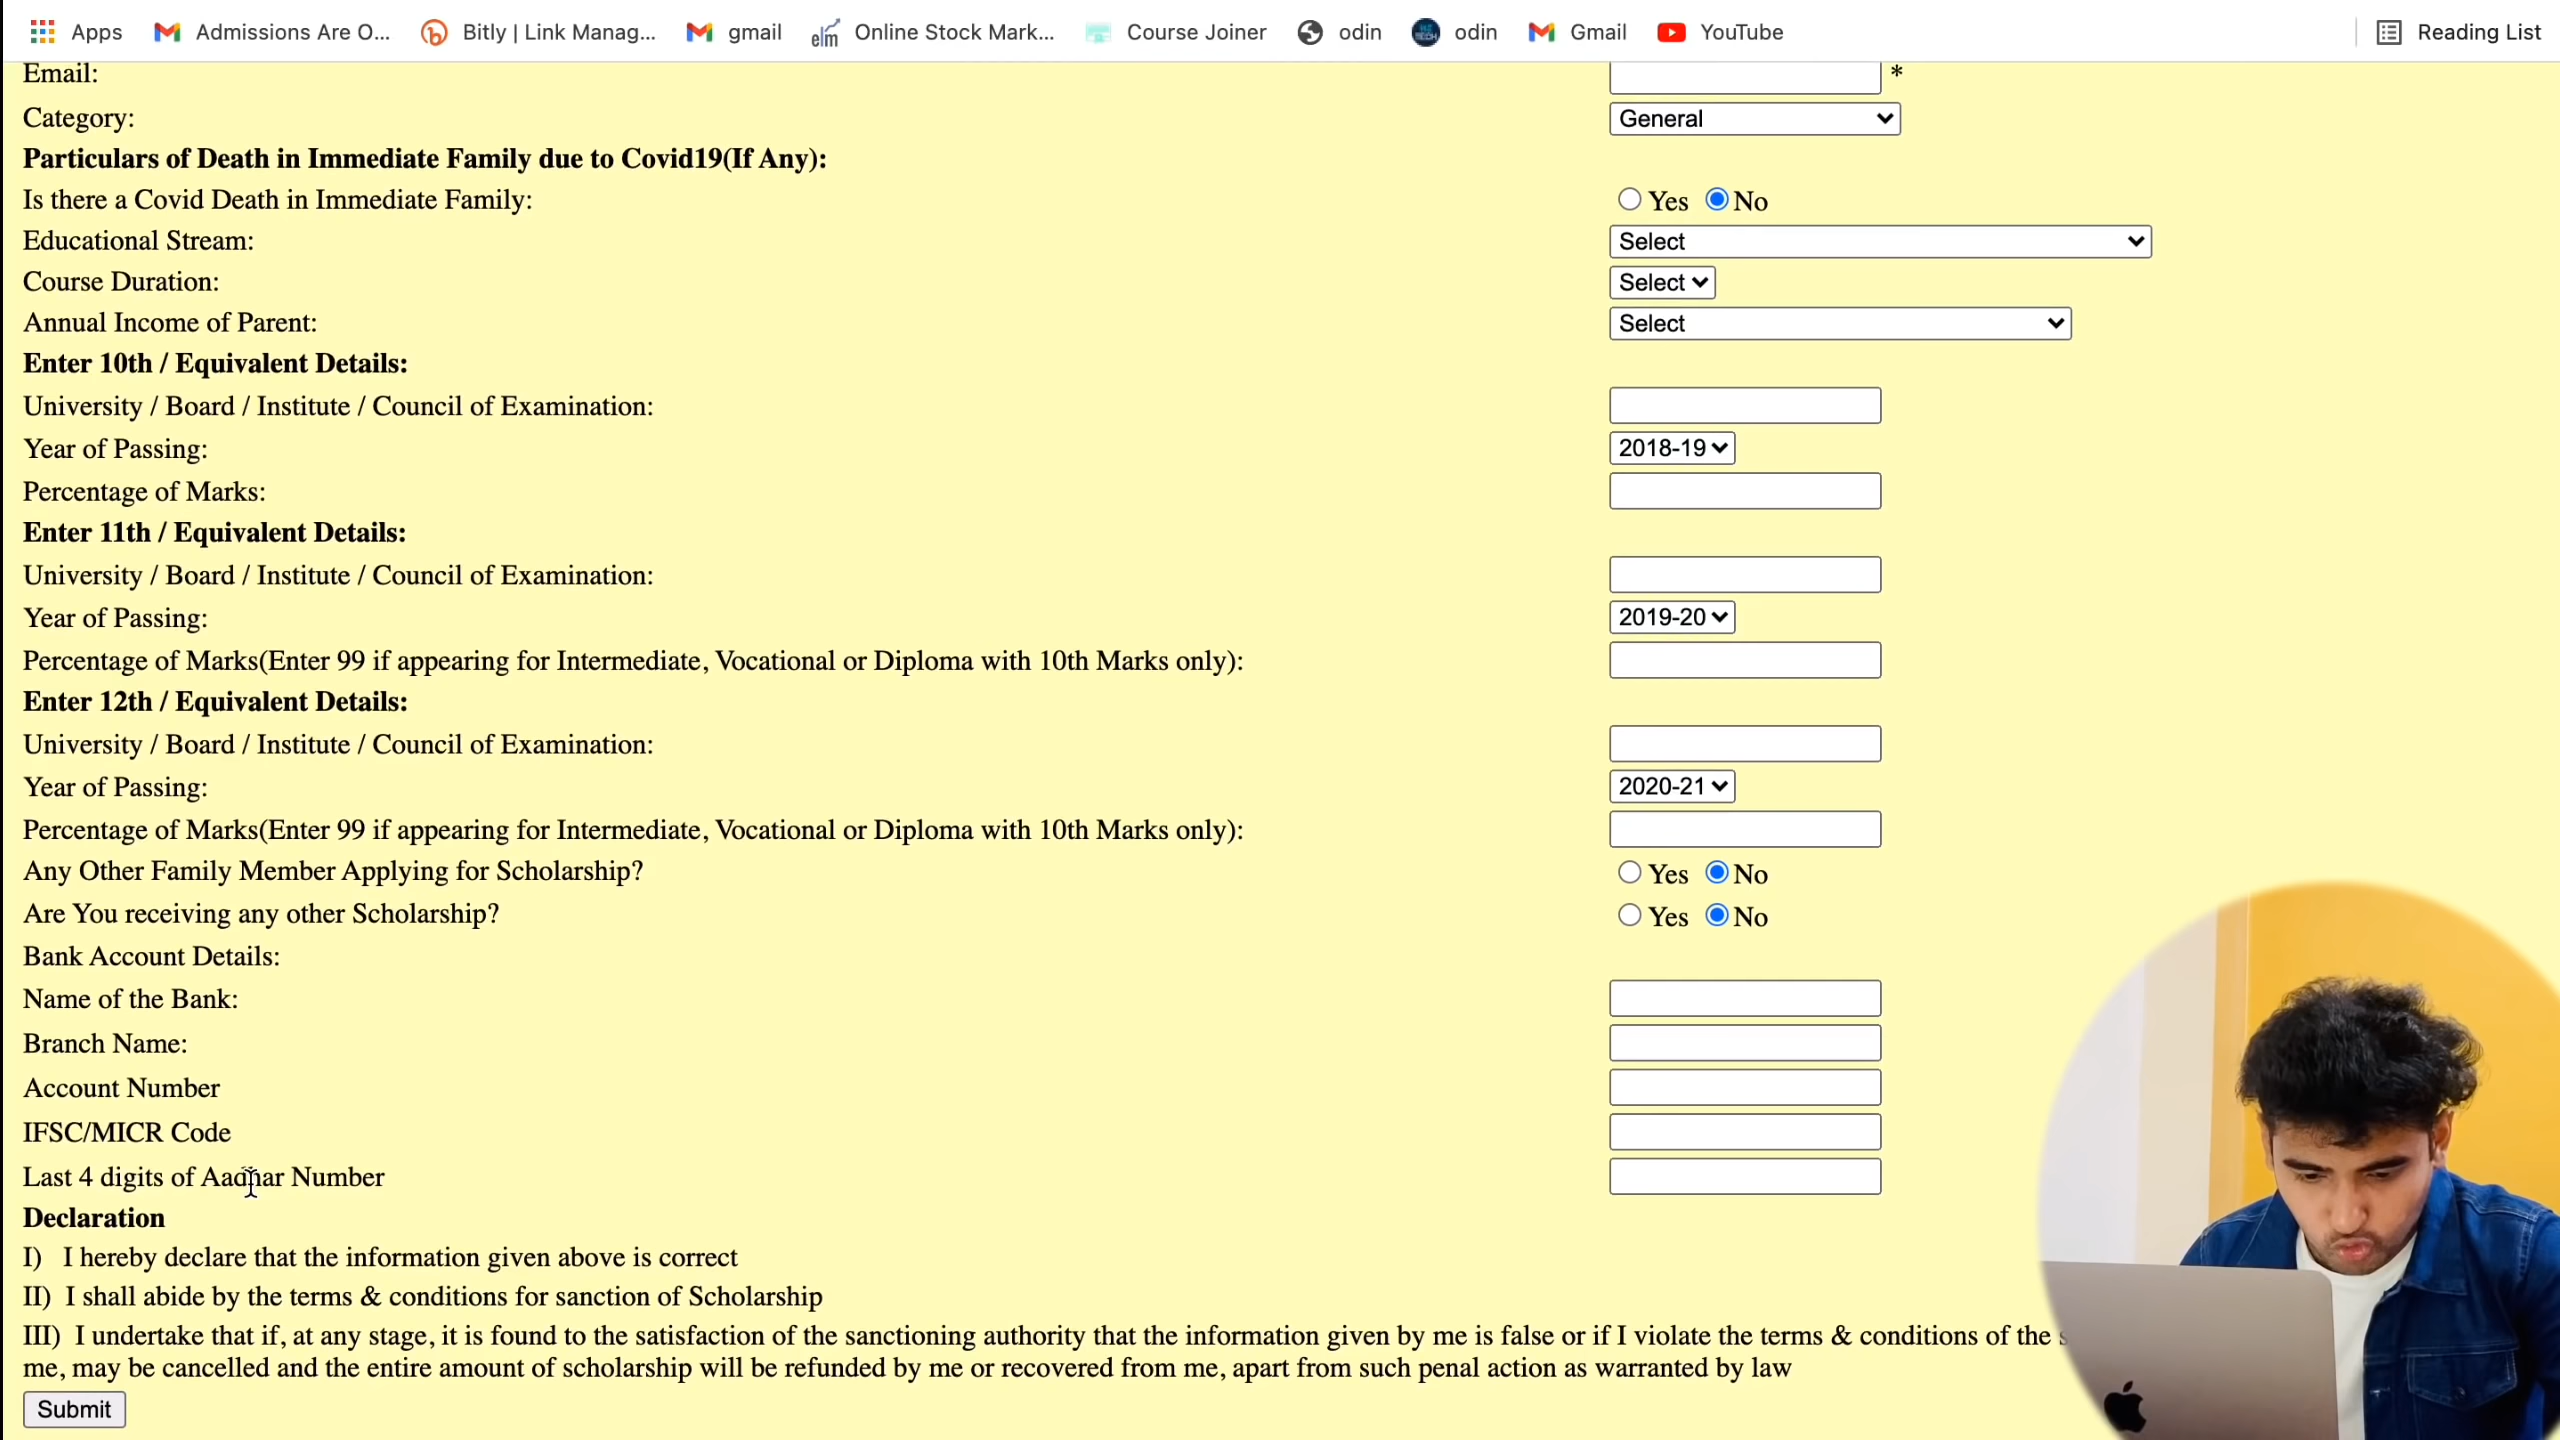 Apps Admissions Are O... Bitly | Link Manag... gmail Online Stock Mark... Course Joiner odin odin Gmail YouTube Reading List
Email: *
Category: General
Particulars of Death in Immediate Family due to Covid19(If Any):
Is there a Covid Death in Immediate Family: Yes No
Educational Stream: Select
Course Duration: Select
Annual Income of Parent: Select
Enter 10th / Equivalent Details:
University / Board / Institute / Council of Examination:
Year of Passing: 2018-19
Percentage of Marks:
Enter 11th / Equivalent Details:
University / Board / Institute / Council of Examination:
Year of Passing: 2019-20
Percentage of Marks(Enter 99 if appearing for Intermediate, Vocational or Diploma with 10th Marks only):
Enter 12th / Equivalent Details:
University / Board / Institute / Council of Examination:
Year of Passing: 2020-21
Percentage of Marks(Enter 99 if appearing for Intermediate, Vocational or Diploma with 10th Marks only):
Any Other Family Member Applying for Scholarship? Yes No
Are You receiving any other Scholarship? Yes No
Bank Account Details:
Name of the Bank:
Branch Name:
Account Number
IFSC/MICR Code
Last 4 digits of Aadhar Number
Declaration
I) I hereby declare that the information given above is correct
II) I shall abide by the terms & conditions for sanction of Scholarship
III) I undertake that if, at any stage, it is found to the satisfaction of the sanctioning authority that the information given by me is false or if I violate the terms & conditions of the
me, may be cancelled and the entire amount of scholarship will be refunded by me or recovered from me, apart from such penal action as warranted by law
Submit